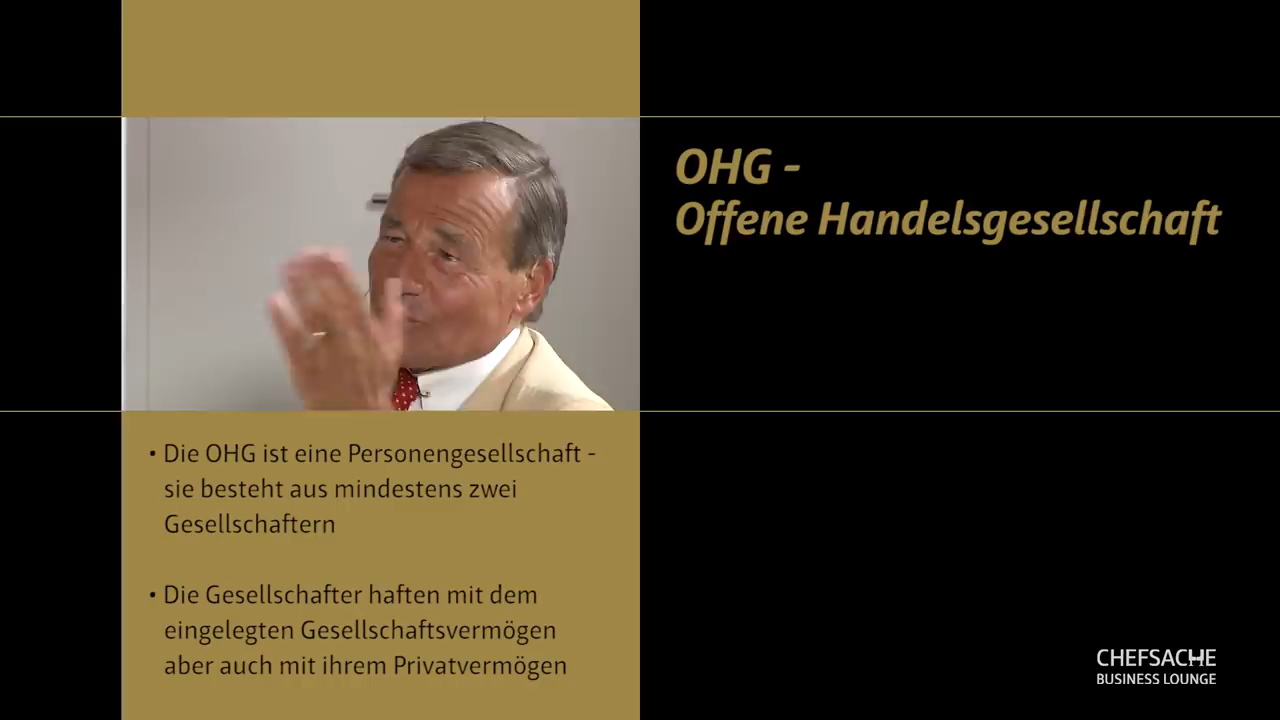 OHG -
Offene Handelsgesellschaft
• Die OHG ist eine Personengesellschaft -
sie besteht aus mindestens zwei
Gesellschaftern
• Die Gesellschafter haften mit dem
eingelegten Gesellschaftsvermögen
aber auch mit ihrem Privatvermögen
CHEFSACHE
BUSINESS LOUNGE